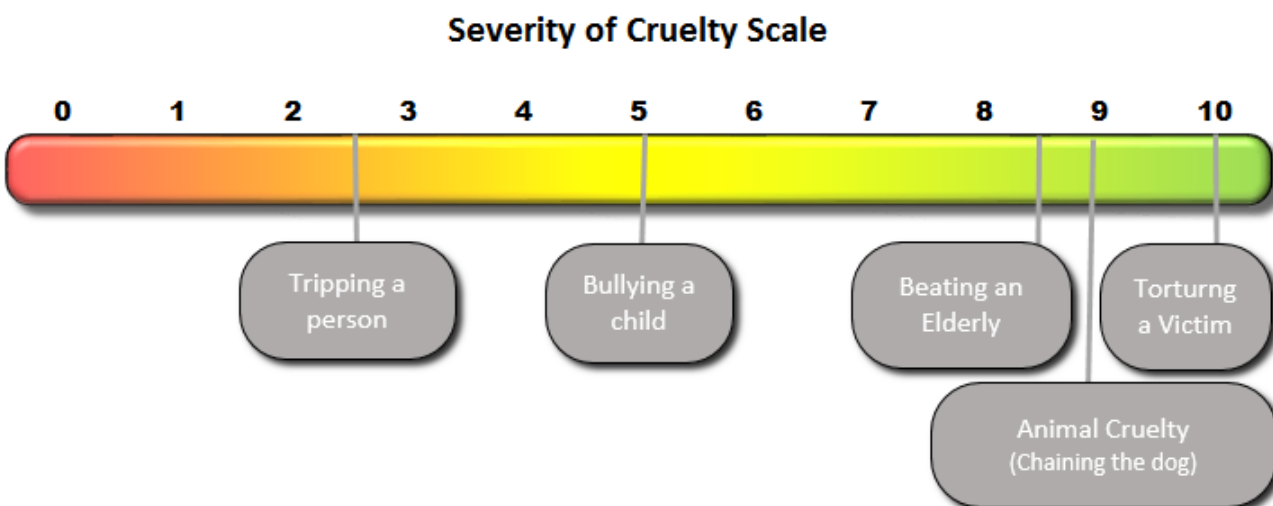 Severity of Cruelty Scale
0 1 2 3 4 5 6 7 8 9 10
Tripping a
person
Bullying a
child
Beating an
Elderly
Torturng
a Victim
Animal Cruelty
(Chaining the dog)